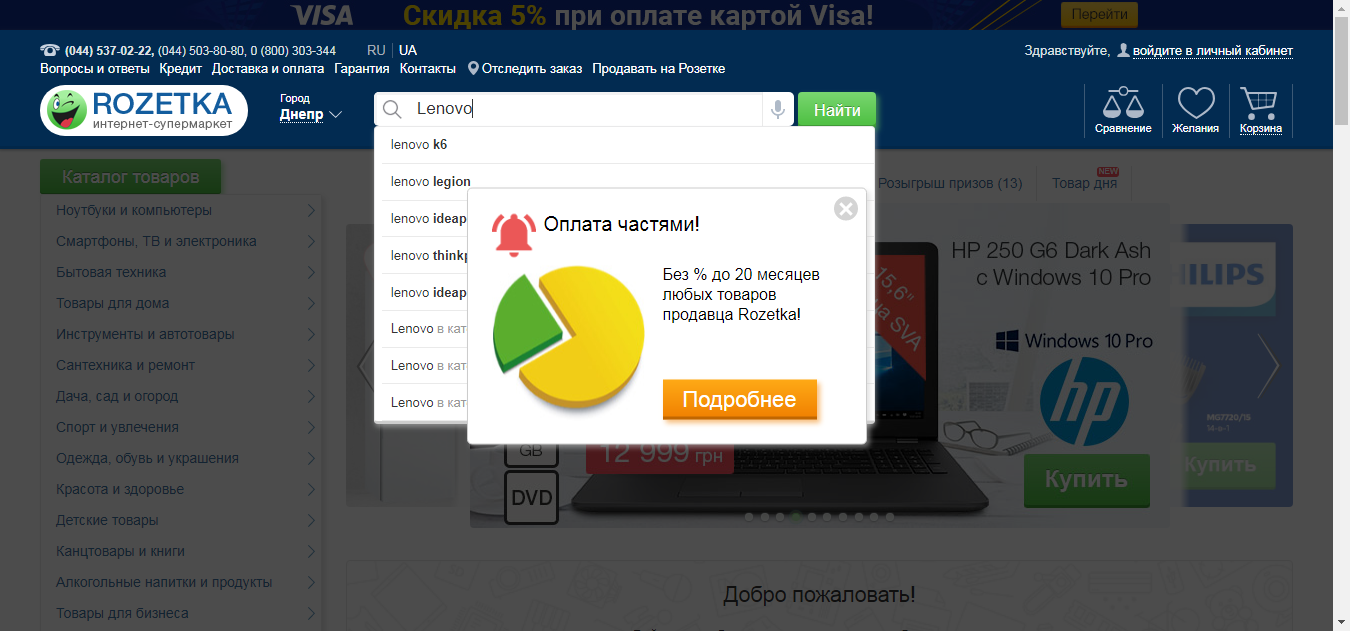 VISA Скидка 5% при оплате картой Visa! Перейти
(044) 537-02-22, (044) 503-80-80, 0 (800) 303-344 RU UA
Здравствуйте, войдите в личный кабинет
Вопросы и ответы Кредит Доставка и оплата Гарантия Контакты Отследить заказ Продавать на Розетке
ROZETKA
интернет-супермаркет
Город
Днепр
Lenovo
Найти
Сравнение Желания Корзина
lenovo k6
lenovo legion
lenovo ideap
lenovo thinkp
lenovo ideap
Lenovo в кат
Lenovo в кат
Lenovo в кат
Каталог товаров
Розыгрыш призов (13) Товар дня NEW
Ноутбуки и компьютеры
Смартфоны, ТВ и электроника
Бытовая техника
Товары для дома
Инструменты и автотовары
Сантехника и ремонт
Дача, сад и огород
Спорт и увлечения
Одежда, обувь и украшения
Красота и здоровье
Детские товары
Канцтовары и книги
Алкогольные напитки и продукты
Товары для бизнеса
Оплата частями!
Без % до 20 месяцев
любых товаров
продавца Rozetka!
Подробнее
HP 250 G6 Dark Ash
с Windows 10 Pro
15,6"
на SVA
Windows 10 Pro
hp
GB
DVD
12 999 грн
Купить
HILIPS
MG7720/15
14-в-1
Купить
Добро пожаловать!